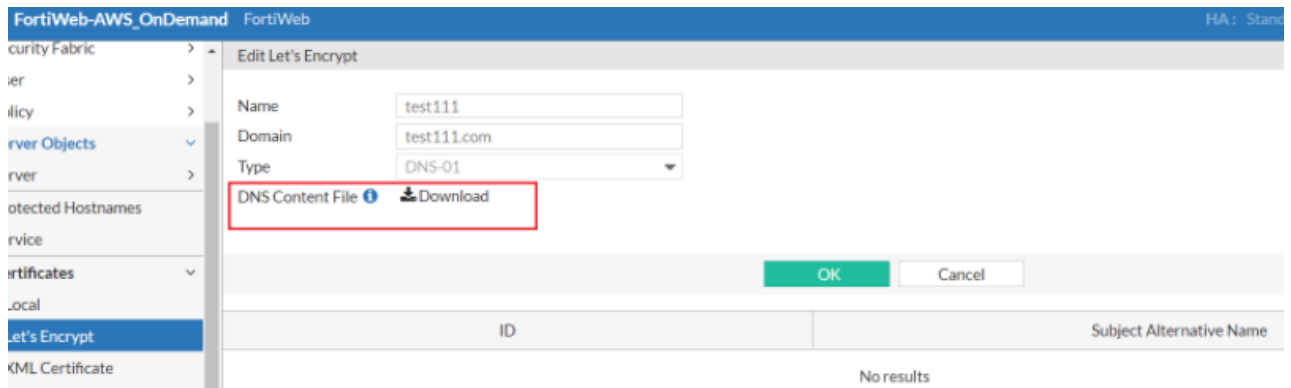 FortiWeb-AWS_OnDemand FortiWeb HA: Stand
curity Fabric
ser
olicy
rver Objects
rver
otected Hostnames
rvice
ertificates
Local
Let's Encrypt
XML Certificate
Edit Let's Encrypt
Name test111
Domain test111.com
Type DNS-01
DNS Content File Download
OK Cancel
ID Subject Alternative Name
No results